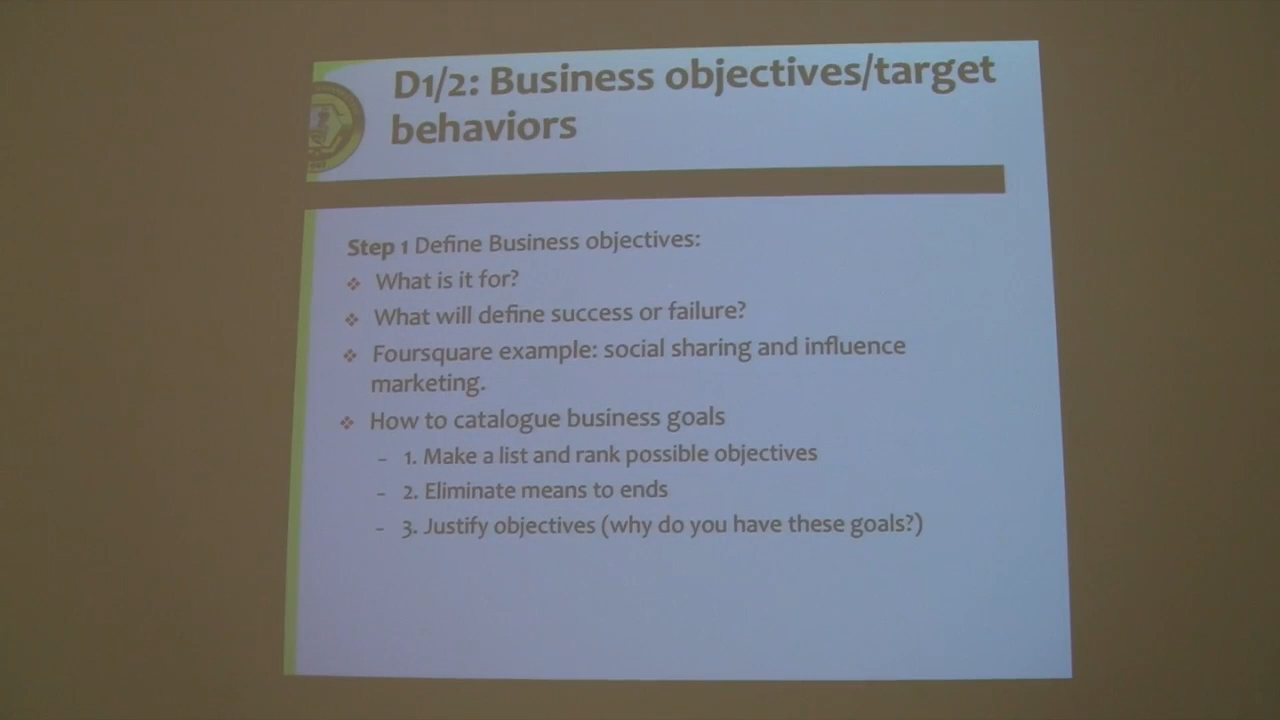 D1/2: Business objectives/target
behaviors
Step 1 Define Business objectives:
❖ What is it for?
❖ What will define success or failure?
❖ Foursquare example: social sharing and influence
marketing.
❖ How to catalogue business goals
– 1. Make a list and rank possible objectives
– 2. Eliminate means to ends
– 3. Justify objectives (why do you have these goals?)